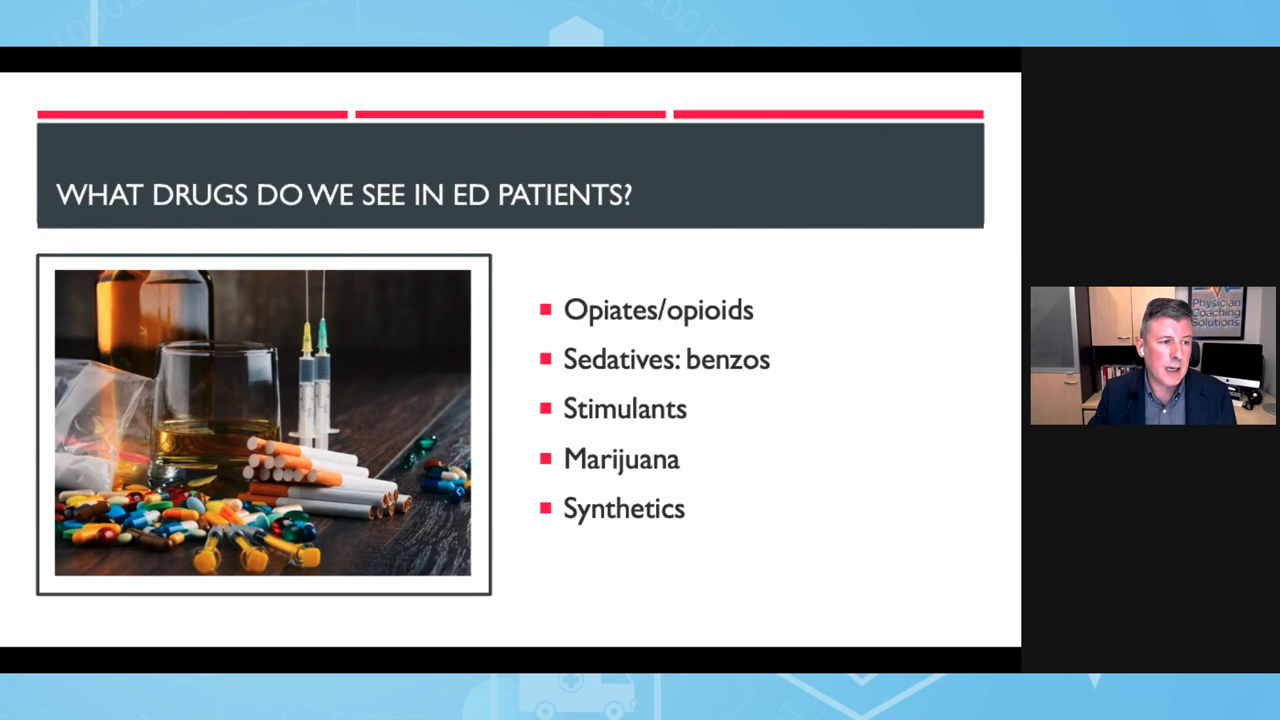 WHAT DRUGS DO WE SEE IN ED PATIENTS?
Opiates/opioids
Sedatives: benzos
Stimulants
Marijuana
Synthetics
Physician
Coaching
Solutions